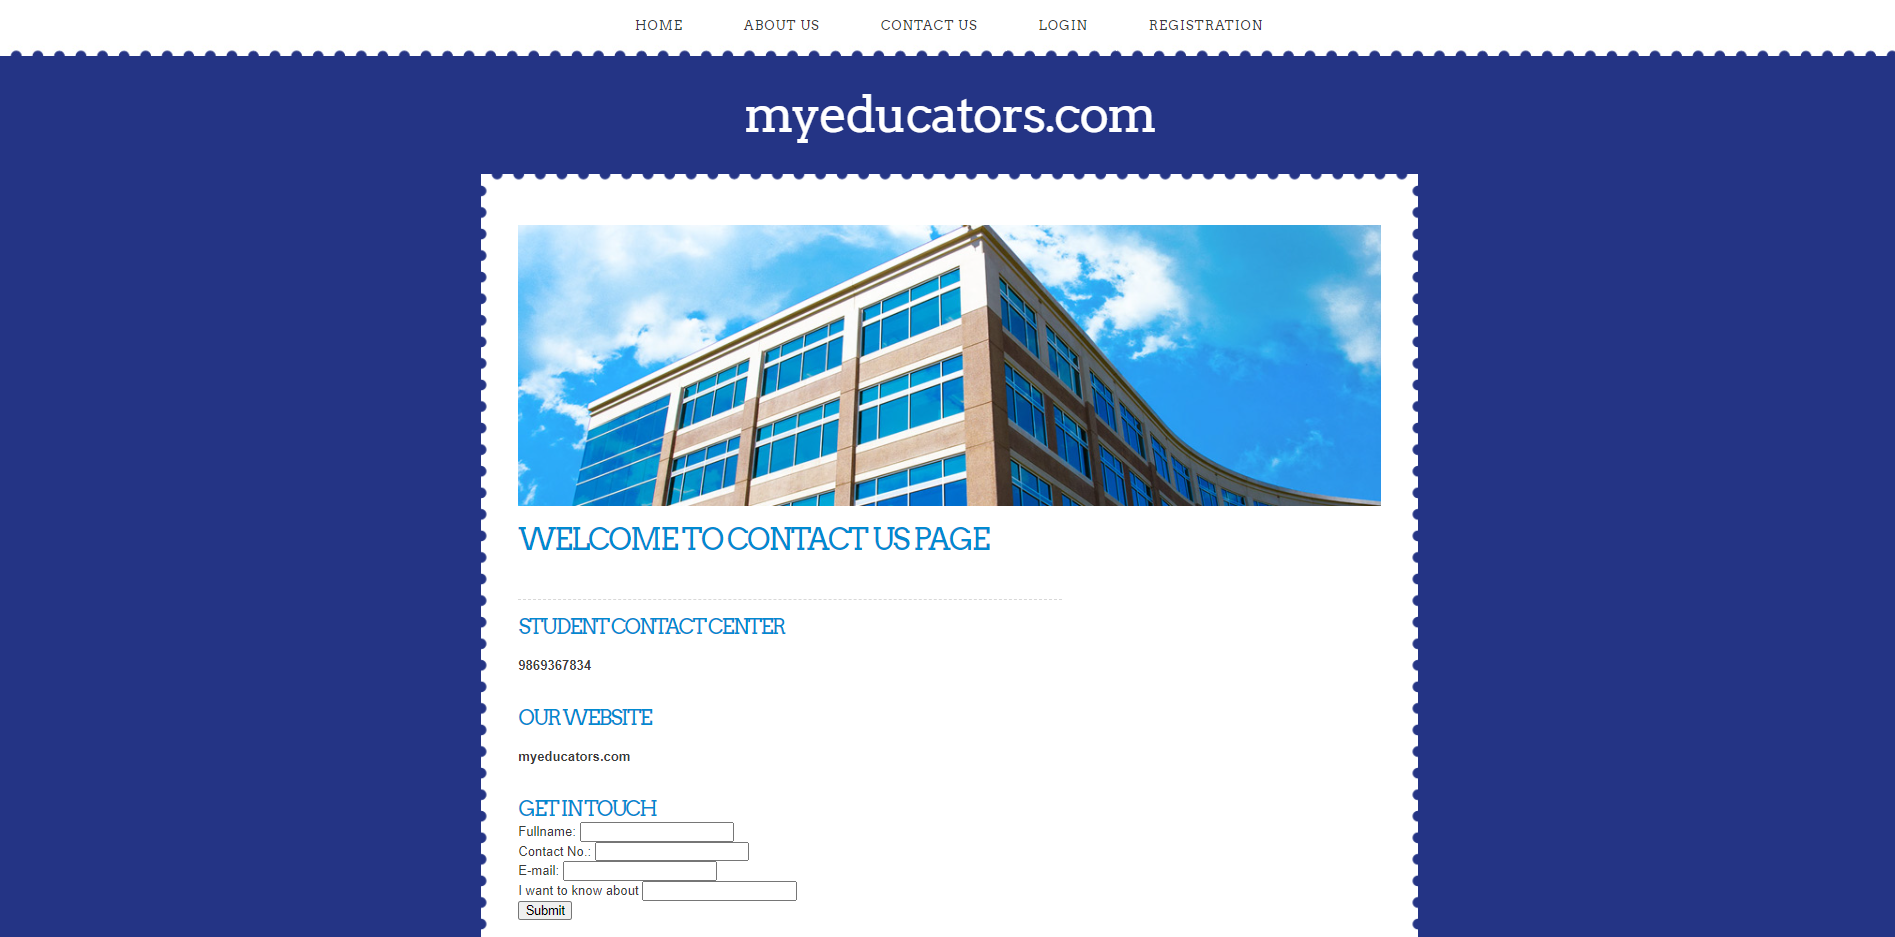 HOME ABOUT US CONTACT US LOGIN REGISTRATION
myeducators.com
WELCOME TO CONTACT US PAGE
STUDENT CONTACT CENTER
9869367834
OUR WEBSITE
myeducators.com
GET IN TOUCH
Fullname:
Contact No.:
E-mail:
I want to know about
Submit